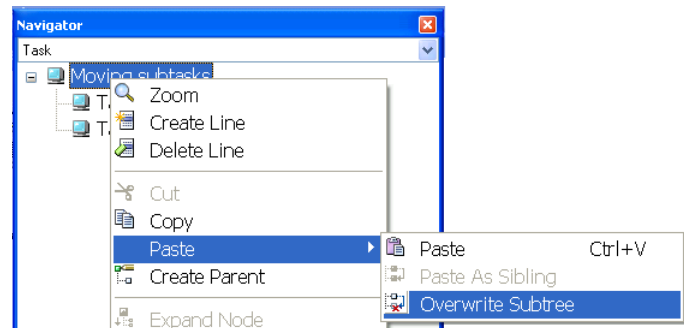 Navigator
Task
Moving subtasks
T
T
Zoom
Create Line
Delete Line
Cut
Copy
Paste
Paste Ctrl+V
Create Parent
Paste As Sibling
Overwrite Subtree
Expand Node